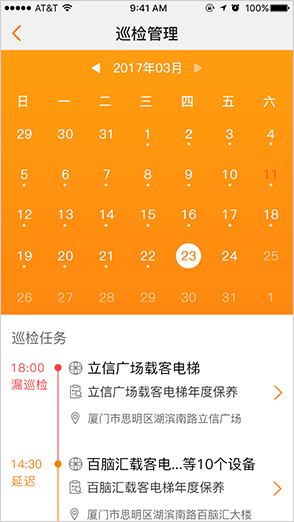 AT&T 9:41 AM 100%
巡检管理
2017年03月
日 一 二 三 四 五 六
29 30 31 1 2 3 4
5 5 7 8 9 10 11
12 13 14 15 16 17 18
19 20 21 22 23 24 25
26 27 28 29 30 31 1
巡检任务
18:00 立信广场载客电梯
漏巡检 立信广场载客电梯年度保养
厦门市思明区湖滨南路立信广场
14:30 百脑汇载客电...等10个设备
延迟 百脑汇载客电梯年度保养
厦门市思明区湖滨南路百脑汇大楼